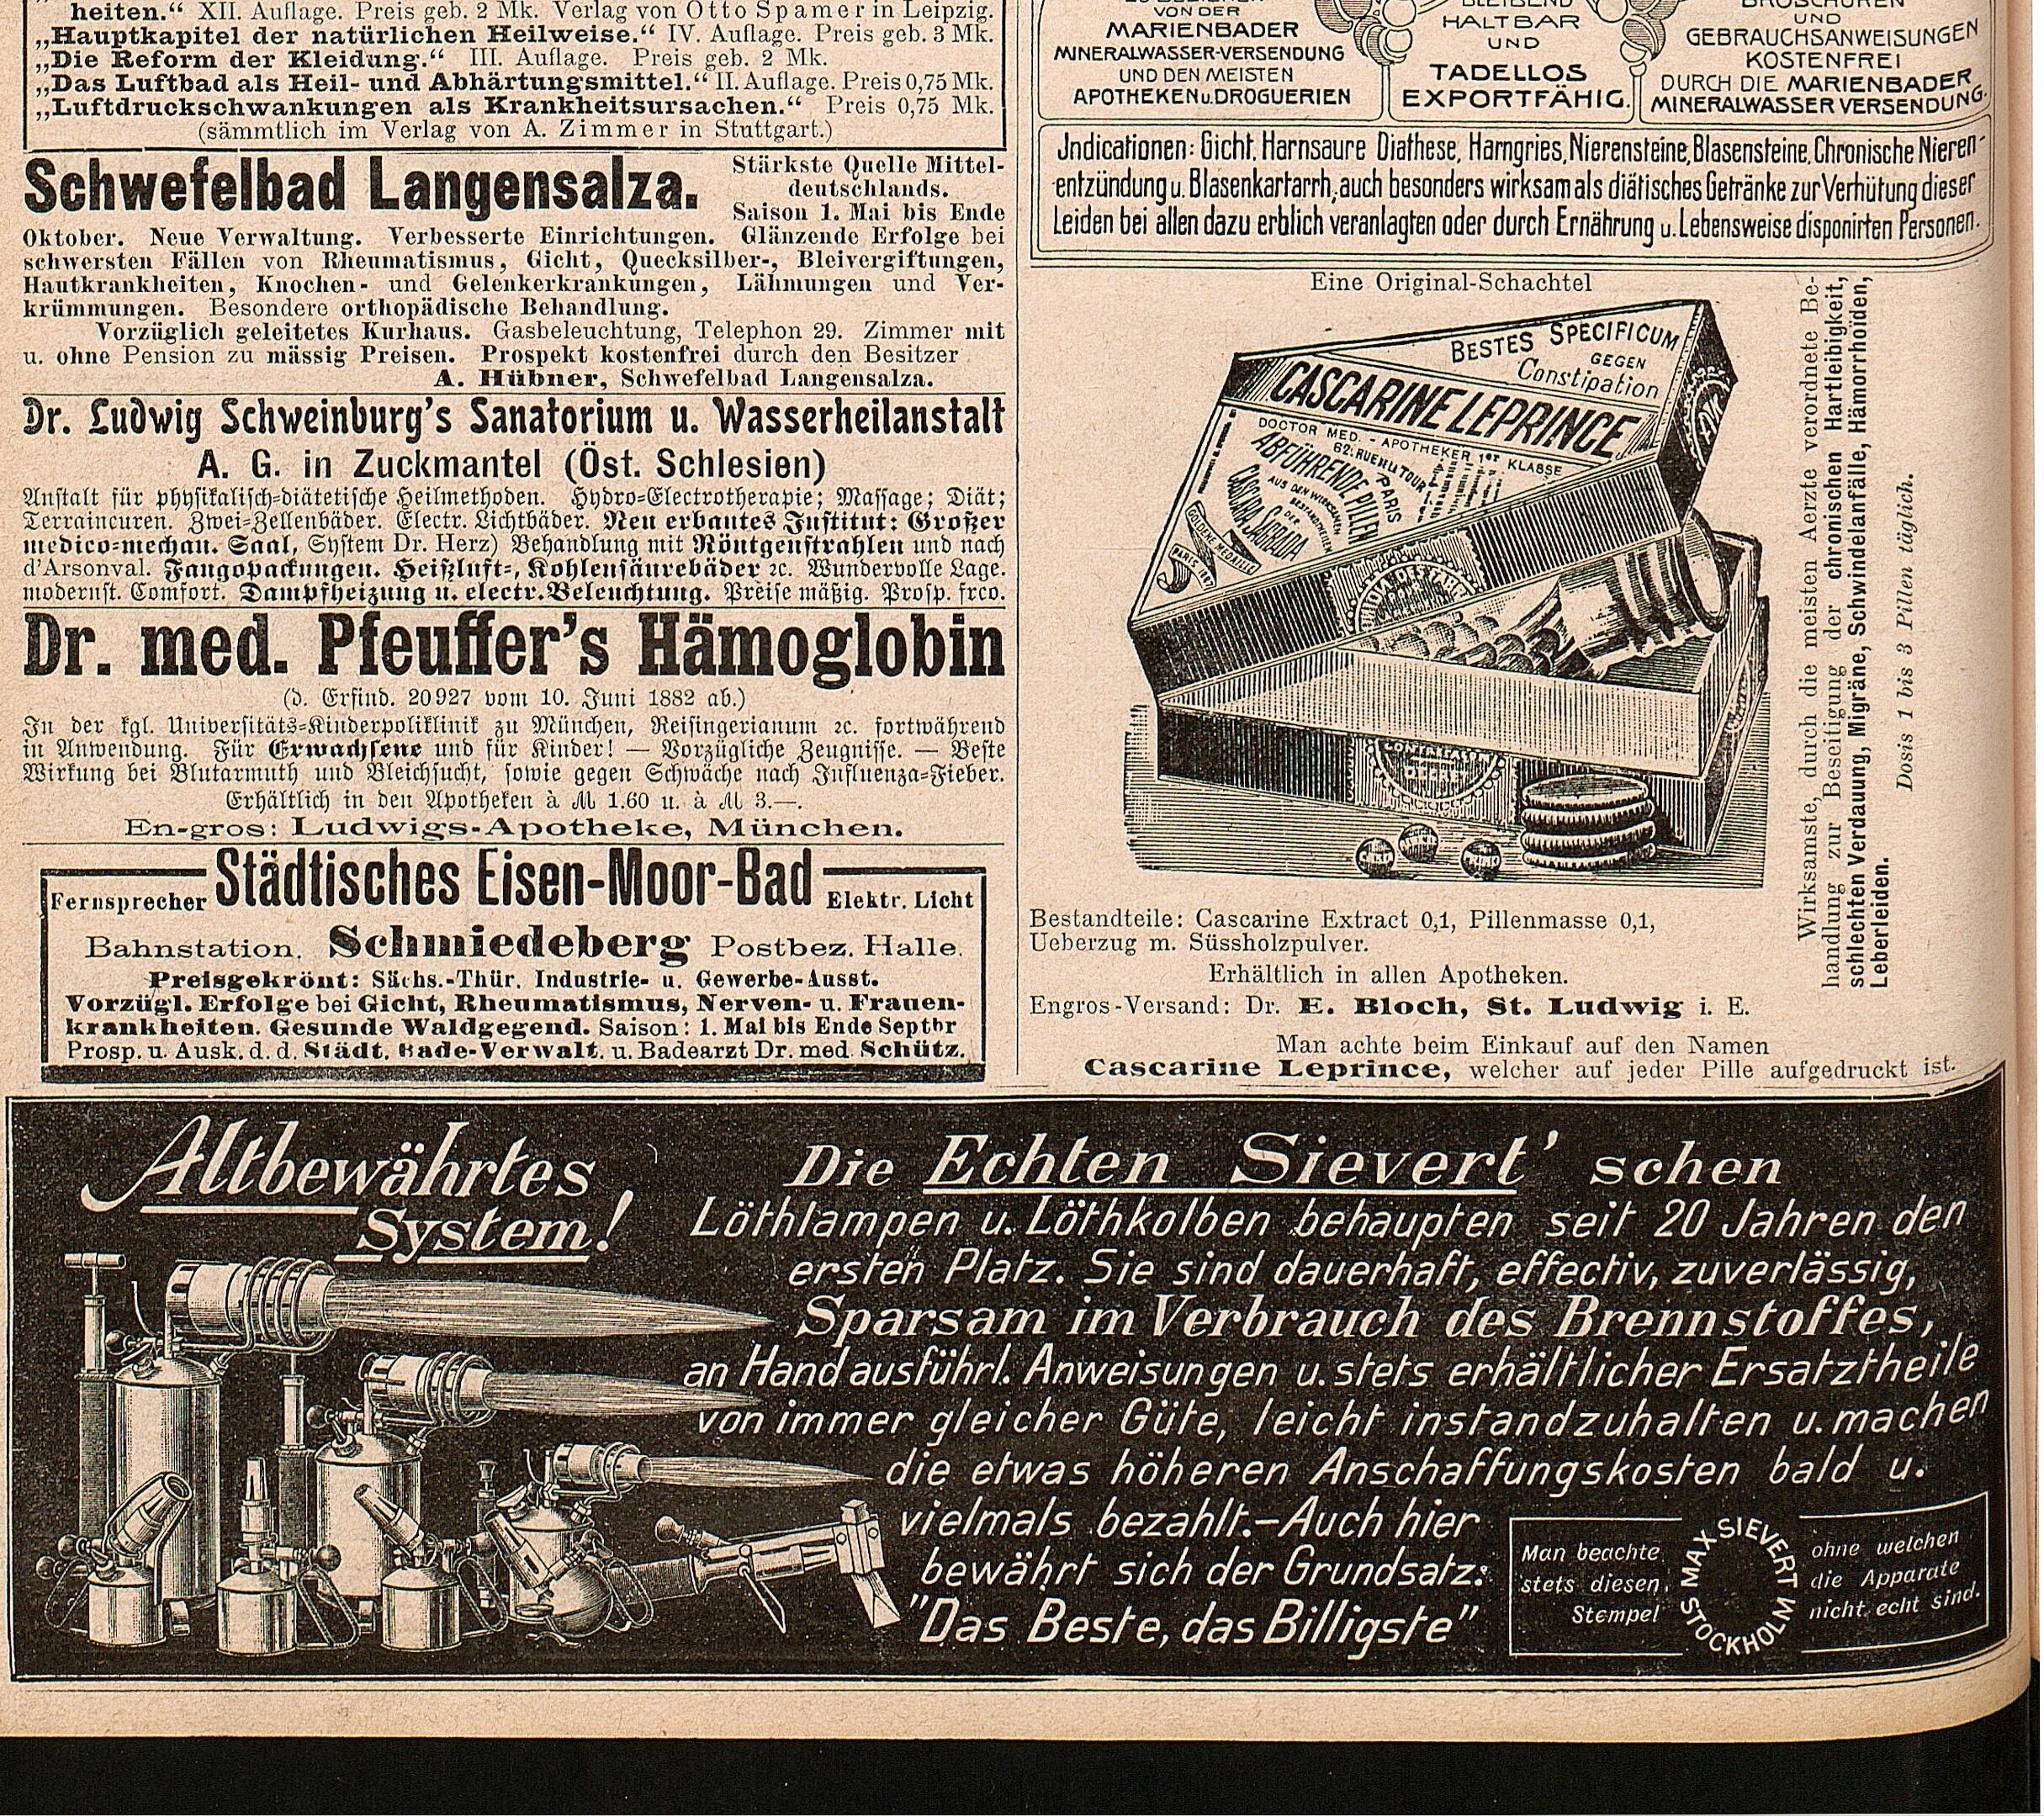 heiten.“ XII. Auflage. Preis geb. 2 Mk. Verlag von Otto Spamer in Leipzig.
„Hauptkapitel der natürlichen Heilweise.“ IV. Auflage. Preis geb. 3 Mk.
„Die Reform der Kleidung.“ III. Auflage. Preis geb. 2 Mk.
„Das Luftbad als Heil- und Abhärtungsmittel.“ II. Auflage. Preis 0,75 Mk.
„Luftdruckschwankungen als Krankheitsursachen.“ Preis 0,75 Mk.
(sämmtlich im Verlag von A. Zimmer in Stuttgart.)
Schwefelbad Langensalza.
Stärkste Quelle Mittel-
deutschlands.
Saison 1. Mai bis Ende
Oktober. Neue Verwaltung. Verbesserte Einrichtungen. Glänzende Erfolge bei
schwersten Fällen von Rheumatismus, Gicht, Quecksilber-, Bleivergiftungen,
Hautkrankheiten, Knochen- und Gelenkerkrankungen, Lähmungen und Ver-
krümmungen. Besondere orthopädische Behandlung.
Vorzüglich geleitetes Kurhaus. Gasbeleuchtung, Telephon 29. Zimmer mit
u. ohne Pension zu mässig Preisen. Prospekt kostenfrei durch den Besitzer
A. Hübner, Schwefelbad Langensalza.
Dr. Ludwig Schweinburg's Sanatorium u. Wasserheilanstalt
A. G. in Zuckmantel (Öst. Schlesien)
Anstalt für physikalisch-diätetische Heilmethoden. Hydro-Electrotherapie; Massage; Diät;
Terraincuren. Zwei-Zellenbäder. Electr. Lichtbäder. Neu erbautes Institut: Großer
medico-mechan. Saal, System Dr. Herz) Behandlung mit Röntgenstrahlen und nach
d'Arsonval. Fangopackungen. Heißluft-, Kohlensäurebäder ꝛc. Wundervolle Lage.
modernst. Comfort. Dampfheizung u. electr. Beleuchtung. Preise mäßig. Prosp. frco.
Dr. med. Pfeuffer's Hämoglobin
(d. Erfind. 20927 vom 10. Juni 1882 ab.)
In der kgl. Universitäts-Kinderpoliklinik zu München, Reisingerianum ꝛc. fortwährend
in Anwendung. Für Erwachsene und für Kinder! — Vorzügliche Zeugnisse. — Beste
Wirkung bei Blutarmuth und Bleichsucht, sowie gegen Schwäche nach Influenza-Fieber.
Erhältlich in den Apotheken à M 1.60 u. à M 3.—.
En-gros: Ludwigs-Apotheke, München.
Städtisches Eisen-Moor-Bad
Fernsprecher
Elektr. Licht
Bahnstation. Schmiedeberg Postbez. Halle.
Preisgekrönt: Sächs.-Thür. Industrie- u. Gewerbe-Ausst.
Vorzügl. Erfolge bei Gicht, Rheumatismus, Nerven- u. Frauen-
krankheiten. Gesunde Waldgegend. Saison: 1. Mai bis Ende Septbr
Prosp. u. Ausk. d. d. Städt. Bade-Verwalt. u. Badearzt Dr. med. Schütz.
VON DER
MARIENBADER
MINERALWASSER-VERSENDUNG
UND DEN MEISTEN
APOTHEKEN u. DROGUERIEN
BLEIBEND
HALTBAR
UND
TADELLOS
EXPORTFÄHIG.
BROSCHÜREN
UND
GEBRAUCHSANWEISUNGEN
KOSTENFREI
DURCH DIE MARIENBADER
MINERALWASSER VERSENDUNG.
Jndicationen: Gicht, Harnsaure Diathese, Harngries, Nierensteine, Blasensteine, Chronische Nieren-
entzündung u. Blasenkartarrh, auch besonders wirksam als diätisches Getränke zur Verhütung dieser
Leiden bei allen dazu erblich veranlagten oder durch Ernährung u. Lebensweise disponirten Personen.
Eine Original-Schachtel
BESTES SPECIFICUM
GEGEN
Constipation
CASCARINE LEPRINCE
DOCTOR MED. - APOTHEKER 1er KLASSE
62, RUE DE LA TOUR
PARIS
ABFÜHRENDE PILLEN
AUS DEN WIRKSAMEN
BESTANDTHEILEN
DER
CASCARA SAGRADA
GOLDENE MEDAILLE
Wirksamste, durch die meisten Aerzte verordnete Be-
handlung zur Beseitigung der chronischen Hartleibigkeit,
schlechten Verdauung, Migräne, Schwindelanfälle, Hämorrhoiden,
Leberleiden.
Dosis 1 bis 3 Pillen täglich.
Bestandteile: Cascarine Extract 0,1, Pillenmasse 0,1,
Ueberzug m. Süssholzpulver.
Erhältlich in allen Apotheken.
Engros-Versand: Dr. E. Bloch, St. Ludwig i. E.
Man achte beim Einkauf auf den Namen
Cascarine Leprince, welcher auf jeder Pille aufgedruckt ist.
Altbewährtes
System!
Die Echten Sievert' schen
Löthlampen u. Löthkolben behaupten seit 20 Jahren den
ersten Platz. Sie sind dauerhaft, effectiv, zuverlässig,
Sparsam im Verbrauch des Brennstoffes,
an Hand ausführl. Anweisungen u. stets erhältlicher Ersatztheile
von immer gleicher Güte, leicht instandzuhalten u. machen
die etwas höheren Anschaffungskosten bald u.
vielmals bezahlt.-Auch hier
bewährt sich der Grundsatz:
"Das Beste, das Billigste"
Man beachte
stets diesen
Stempel
MAX SIEVERT
STOCKHOLM
ohne welchen
die Apparate
nicht echt sind.